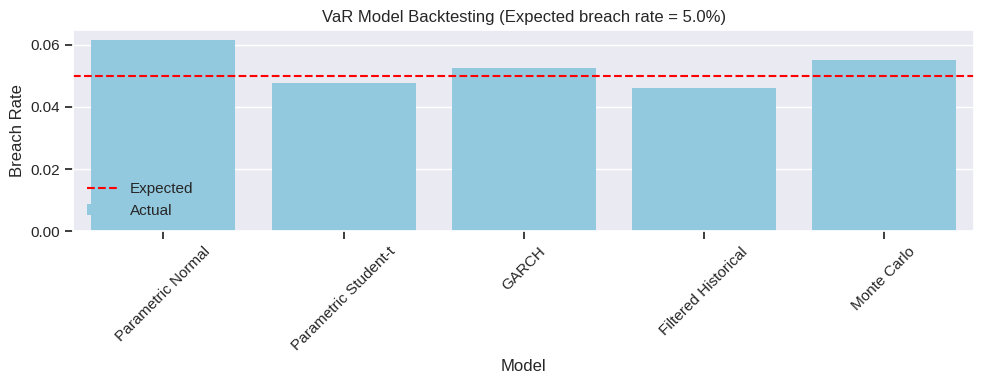 VaR Model Backtesting (Expected breach rate = 5.0%)
Breach Rate
0.06
0.04
0.02
0.00
Expected
Actual
Parametric Normal
Parametric Student-t
GARCH
Filtered Historical
Monte Carlo
Model